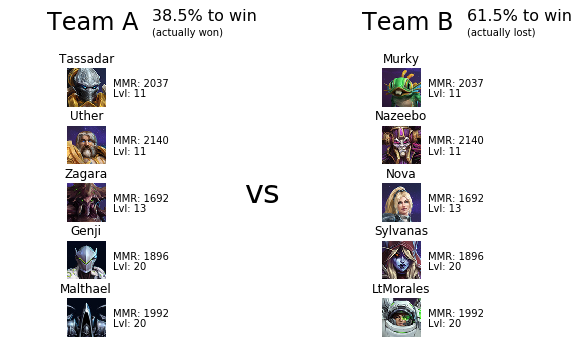 Team A 38.5% to win
(actually won)
Tassadar
MMR: 2037
Lvl: 11
Uther
MMR: 2140
Lvl: 11
Zagara
MMR: 1692
Lvl: 13
Genji
MMR: 1896
Lvl: 20
Malthael
MMR: 1992
Lvl: 20
vs
Team B 61.5% to win
(actually lost)
Murky
MMR: 2037
Lvl: 11
Nazeebo
MMR: 2140
Lvl: 11
Nova
MMR: 1692
Lvl: 13
Sylvanas
MMR: 1896
Lvl: 20
LtMorales
MMR: 1992
Lvl: 20